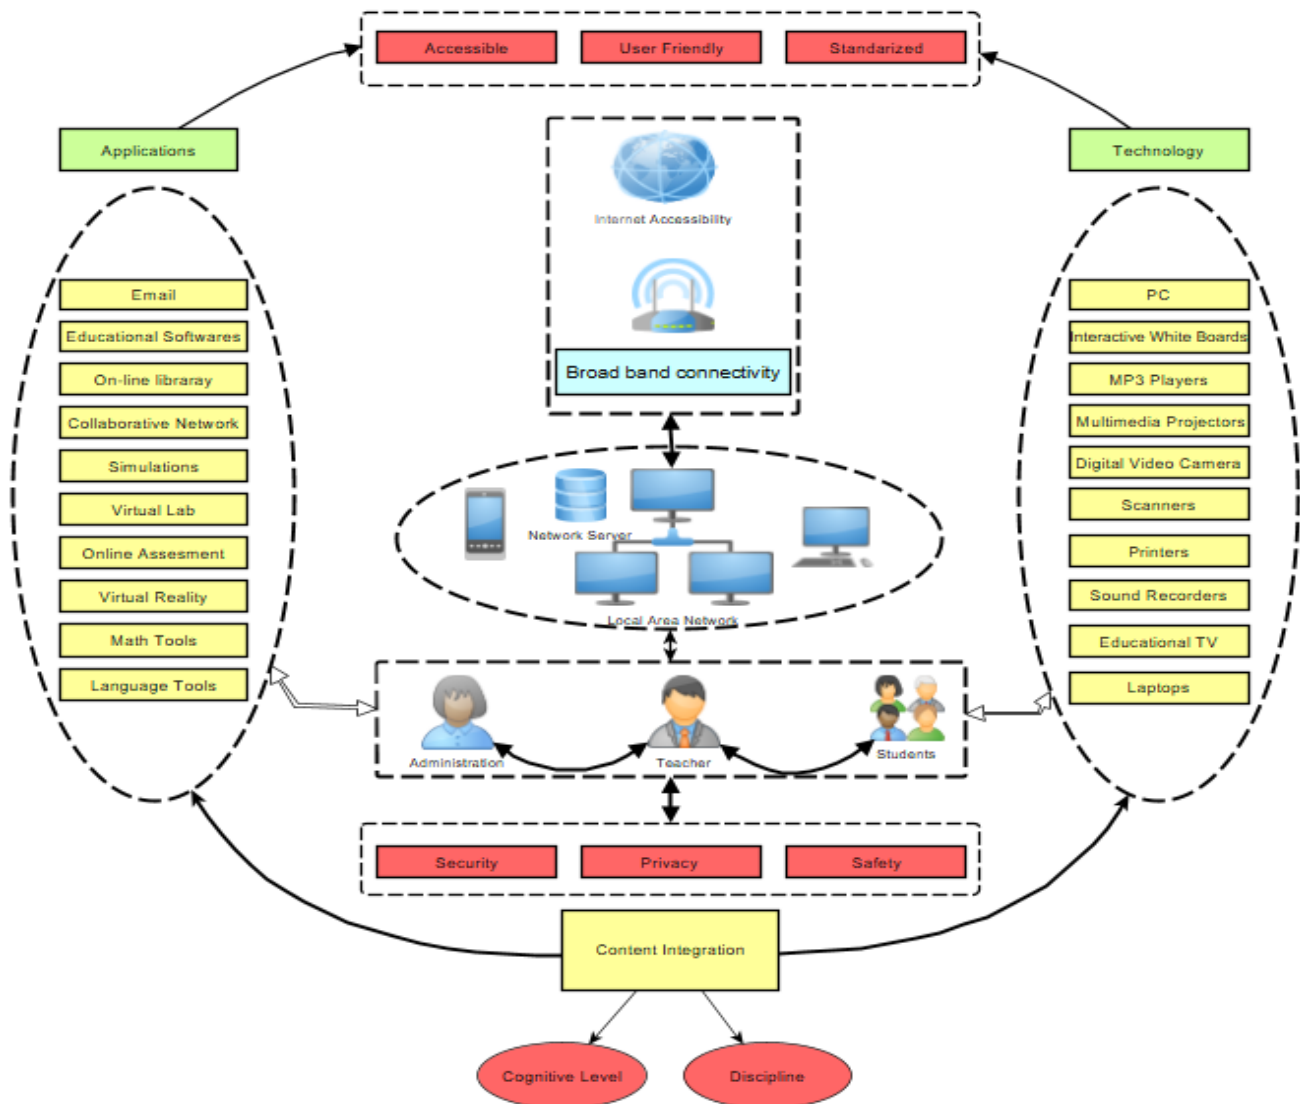 Accessible
User Friendly
Standarized
Applications
Technology
Internet Accessibility
Broad band connectivity
Email
Educational Softwares
On-line libraray
Collaborative Network
Simulations
Virtual Lab
Online Assesment
Virtual Reality
Math Tools
Language Tools
PC
Interactive White Boards
MP3 Players
Multimedia Projectors
Digital Video Camera
Scanners
Printers
Sound Recorders
Educational TV
Laptops
Network Server
Local Area Network
Administration
Teacher
Students
Security
Privacy
Safety
Content Integration
Cognitive Level
Discipline